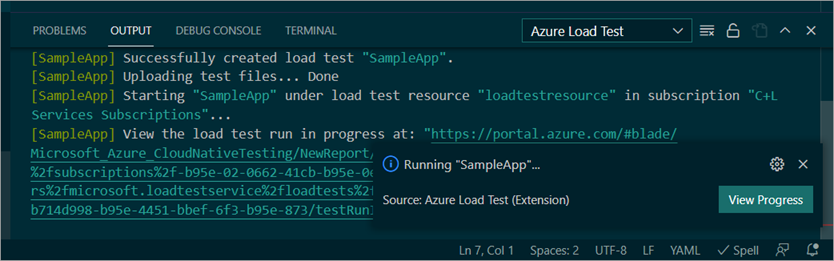 PROBLEMS OUTPUT DEBUG CONSOLE TERMINAL Azure Load Test
[SampleApp] Successfully created load test "SampleApp".
[SampleApp] Uploading test files... Done
[SampleApp] Starting "SampleApp" under load test resource "loadtestresource" in subscription "C+L
Services Subscriptions"...
[SampleApp] View the load test run in progress at: "https://portal.azure.com/#blade/
Microsoft_Azure_CloudNativeTesting/NewReport/
%2fsubscriptions%2f-b95e-02-0662-41cb-b95e-0
rs%2fmicrosoft.loadtestservice%2floadtests%2f
b714d998-b95e-4451-bbef-6f3-b95e-873/testRun
Running "SampleApp"...
Source: Azure Load Test (Extension)
View Progress
Ln 7, Col 1 Spaces: 2 UTF-8 LF YAML Spell